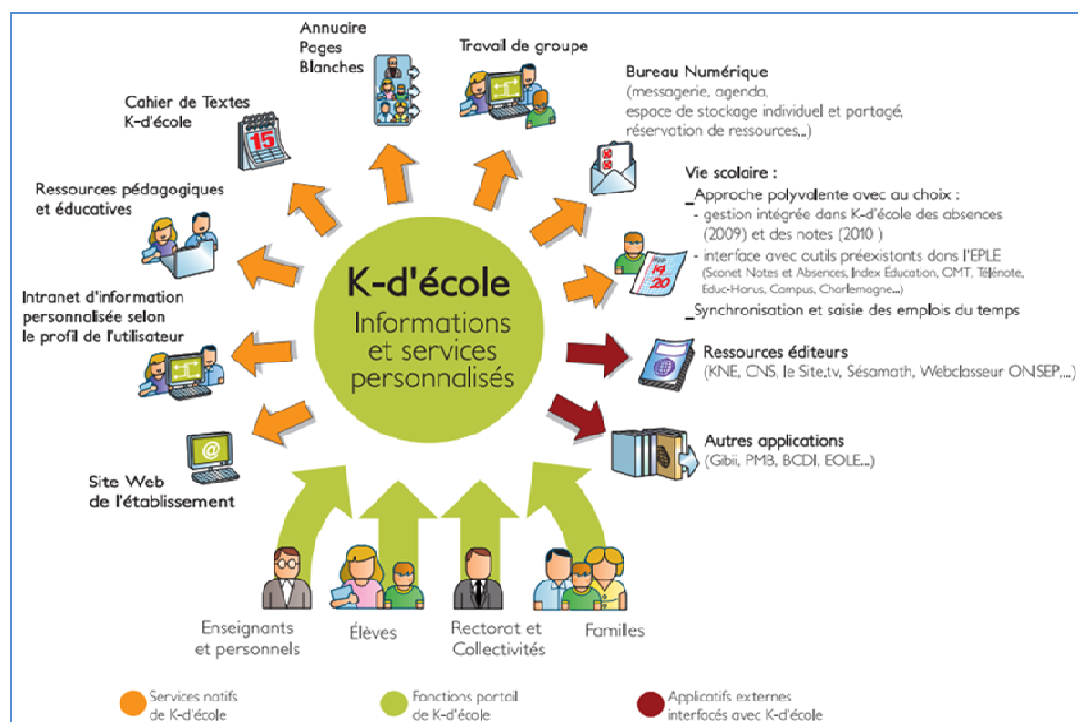 Annuaire
Pages
Blanches
Travail de groupe
Bureau Numérique
(messagerie, agenda,
espace de stockage individuel et partagé,
réservation de ressources,..)
Cahier de Textes
K-d'école
Vie scolaire :
_Approche polyvalente avec au choix :
- gestion intégrée dans K-d'école des absences
(2009) et des notes (2010 )
- interface avec outils préexistants dans l'EPLE
(Sconet Notes et Absences, Index Education, OMT, Télénote,
Educ-Horus, Campus, Charlemagne...)
_Synchronisation et saisie des emplois du temps
15
Ressources pédagogiques
et éducatives
19
20
K-d'école
Informations
et services
personnalisés
Intranet d'information
personnalisée selon
le profil de l'utilisateur
Ressources éditeurs
(KNE, CNS, le Site.tv, Sésamath, Webclasseur ONISEP,...)
Autres applications
(Gibii, PMB, BCDI, EOLE...)
@
Site Web
de l'établissement
Enseignants
et personnels
Élèves
Rectorat et
Collectivités
Familles
Services natifs
de K-d'école
Fonctions portail
de K-d'école
Applicatifs externes
interfacés avec K-d'école